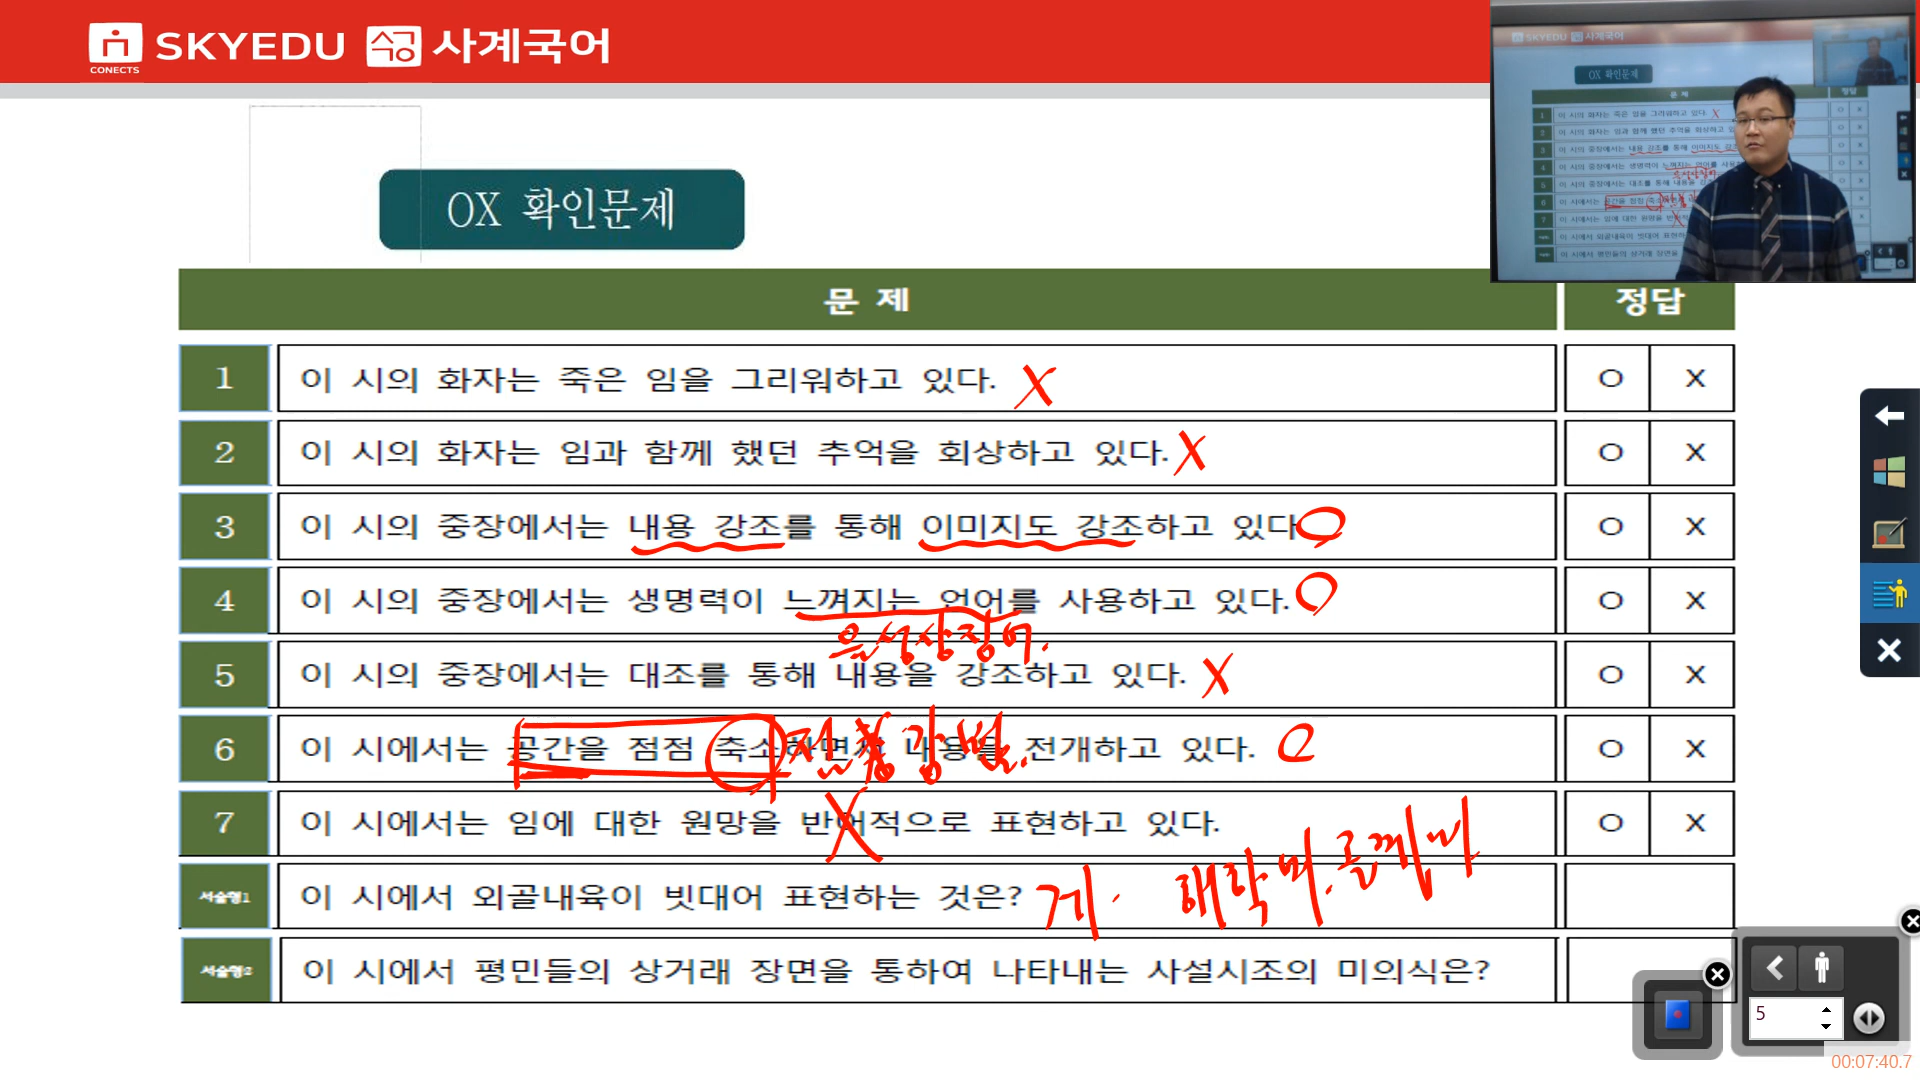 CONECTS
SKYEDU 사계국어
OX 확인문제
문 제 정답
1 이 시의 화자는 죽은 임을 그리워하고 있다. X O X
2 이 시의 화자는 임과 함께 했던 추억을 회상하고 있다. X O X
3 이 시의 중장에서는 내용 강조를 통해 이미지도 강조하고 있다 O O X
4 이 시의 중장에서는 생명력이 느껴지는 언어를 사용하고 있다. O O X
음성상징어.
5 이 시의 중장에서는 대조를 통해 내용을 강조하고 있다. X O X
6 이 시에서는 공간을 점점 축소하면서 내용을 전개하고 있다. O O X
7 이 시에서는 임에 대한 원망을 반어적으로 표현하고 있다. X O X
서술형1 이 시에서 외골내육이 빗대어 표현하는 것은? 게. 해학미.
서술형2 이 시에서 평민들의 상거래 장면을 통하여 나타내는 사설시조의 미의식은?
5
00:07:40.7